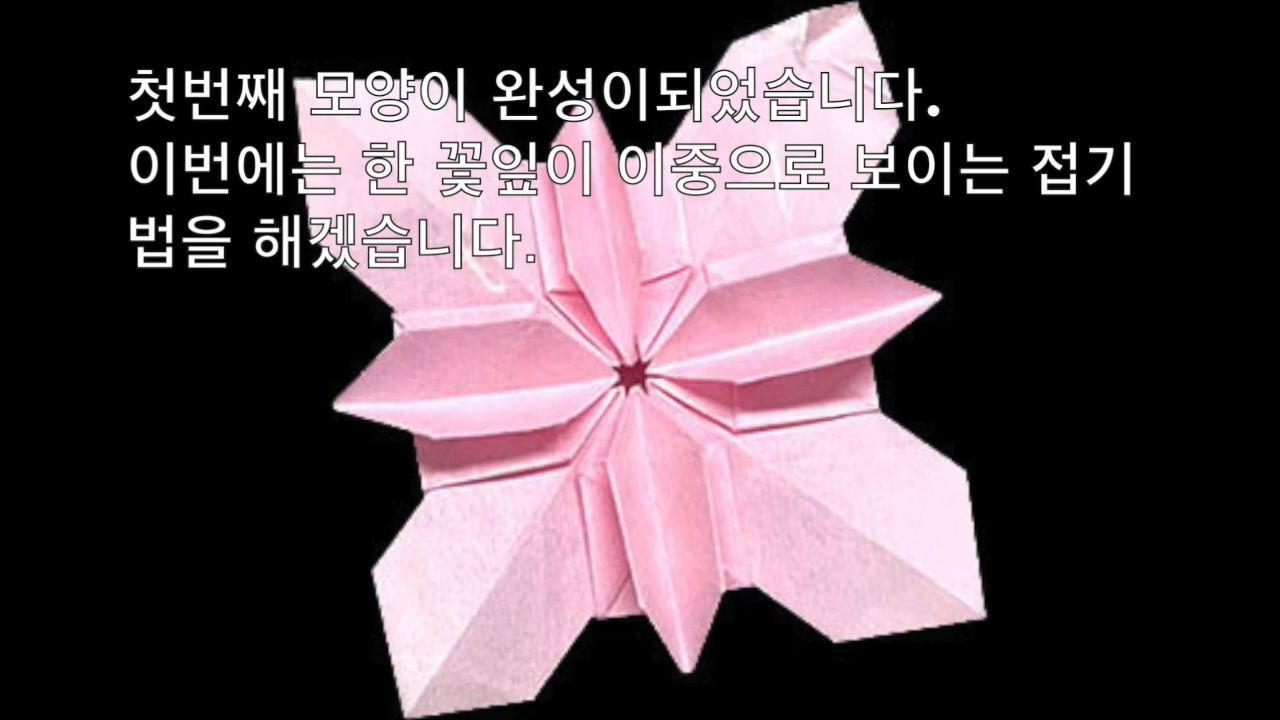 첫번째 모양이 완성이되었습니다.
이번에는 한 꽃잎이 이중으로 보이는 접기
법을 해겠습니다.